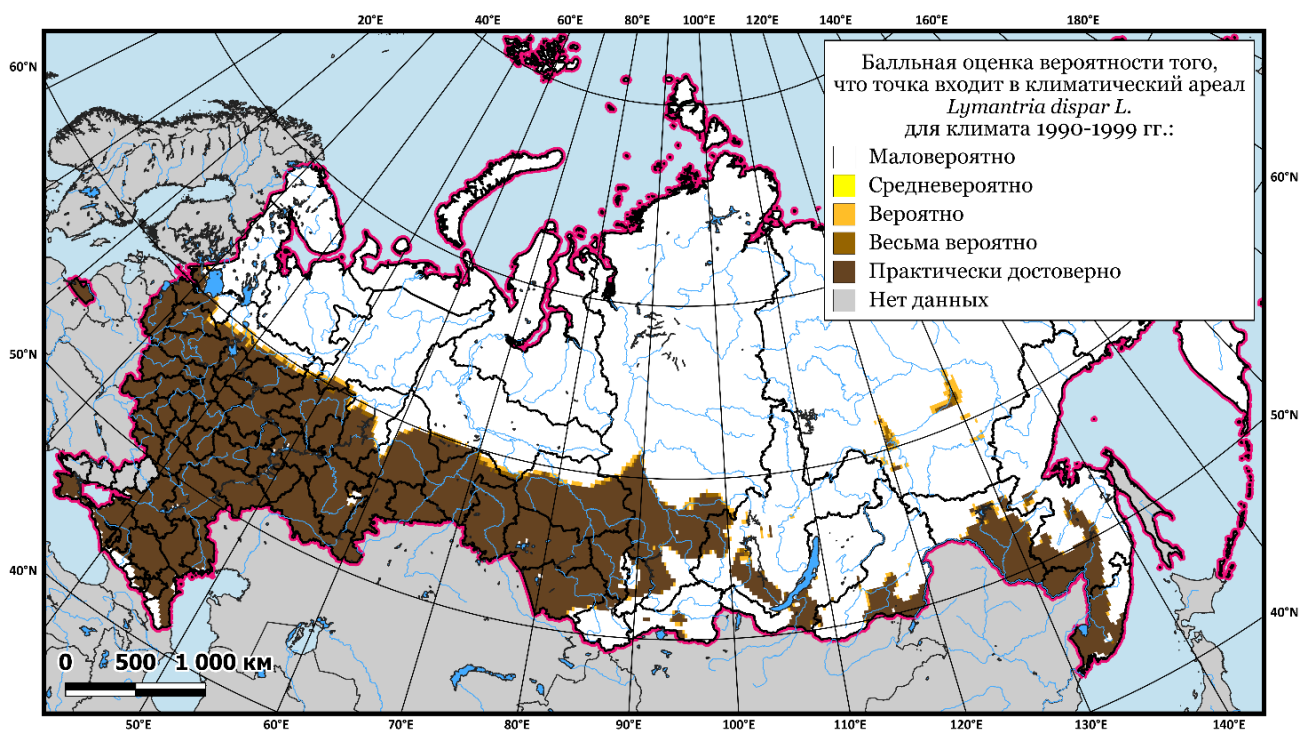 20°E 40°E 60°E 80°E 100°E 120°E 140°E 160°E 180°E
60°N
50°N
40°N
Балльная оценка вероятности того,
что точка входит в климатический ареал
Lymantria dispar L.
для климата 1990-1999 гг.:
Маловероятно
Средневероятно
Вероятно
Весьма вероятно
Практически достоверно
Нет данных
60°N
50°N
40°N
0 500 1 000 км
50°E 60°E 70°E 80°E 90°E 100°E 110°E 120°E 130°E 140°E